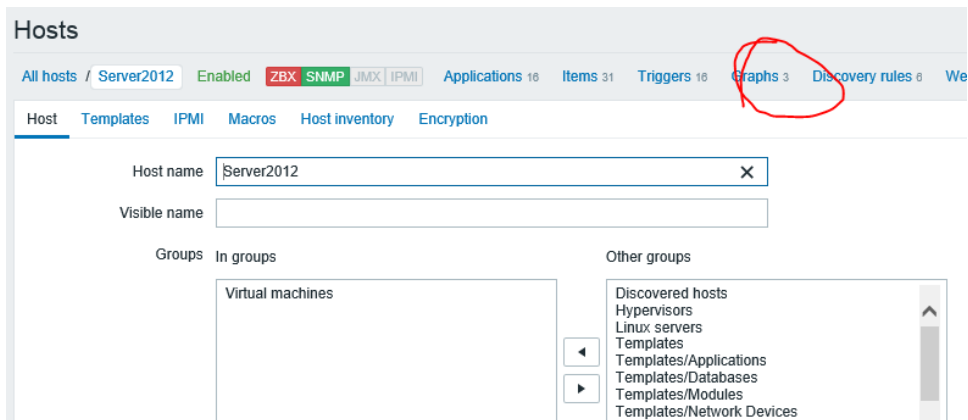 Hosts
All hosts / Server2012 Enabled ZBX SNMP JMX IPMI Applications 16 Items 31 Triggers 16 Graphs 3 Discovery rules 6 We
Host Templates IPMI Macros Host inventory Encryption
Host name Server2012
Visible name
Groups In groups Other groups
Virtual machines Discovered hosts
Hypervisors
Linux servers
Templates
Templates/Applications
Templates/Databases
Templates/Modules
Templates/Network Devices